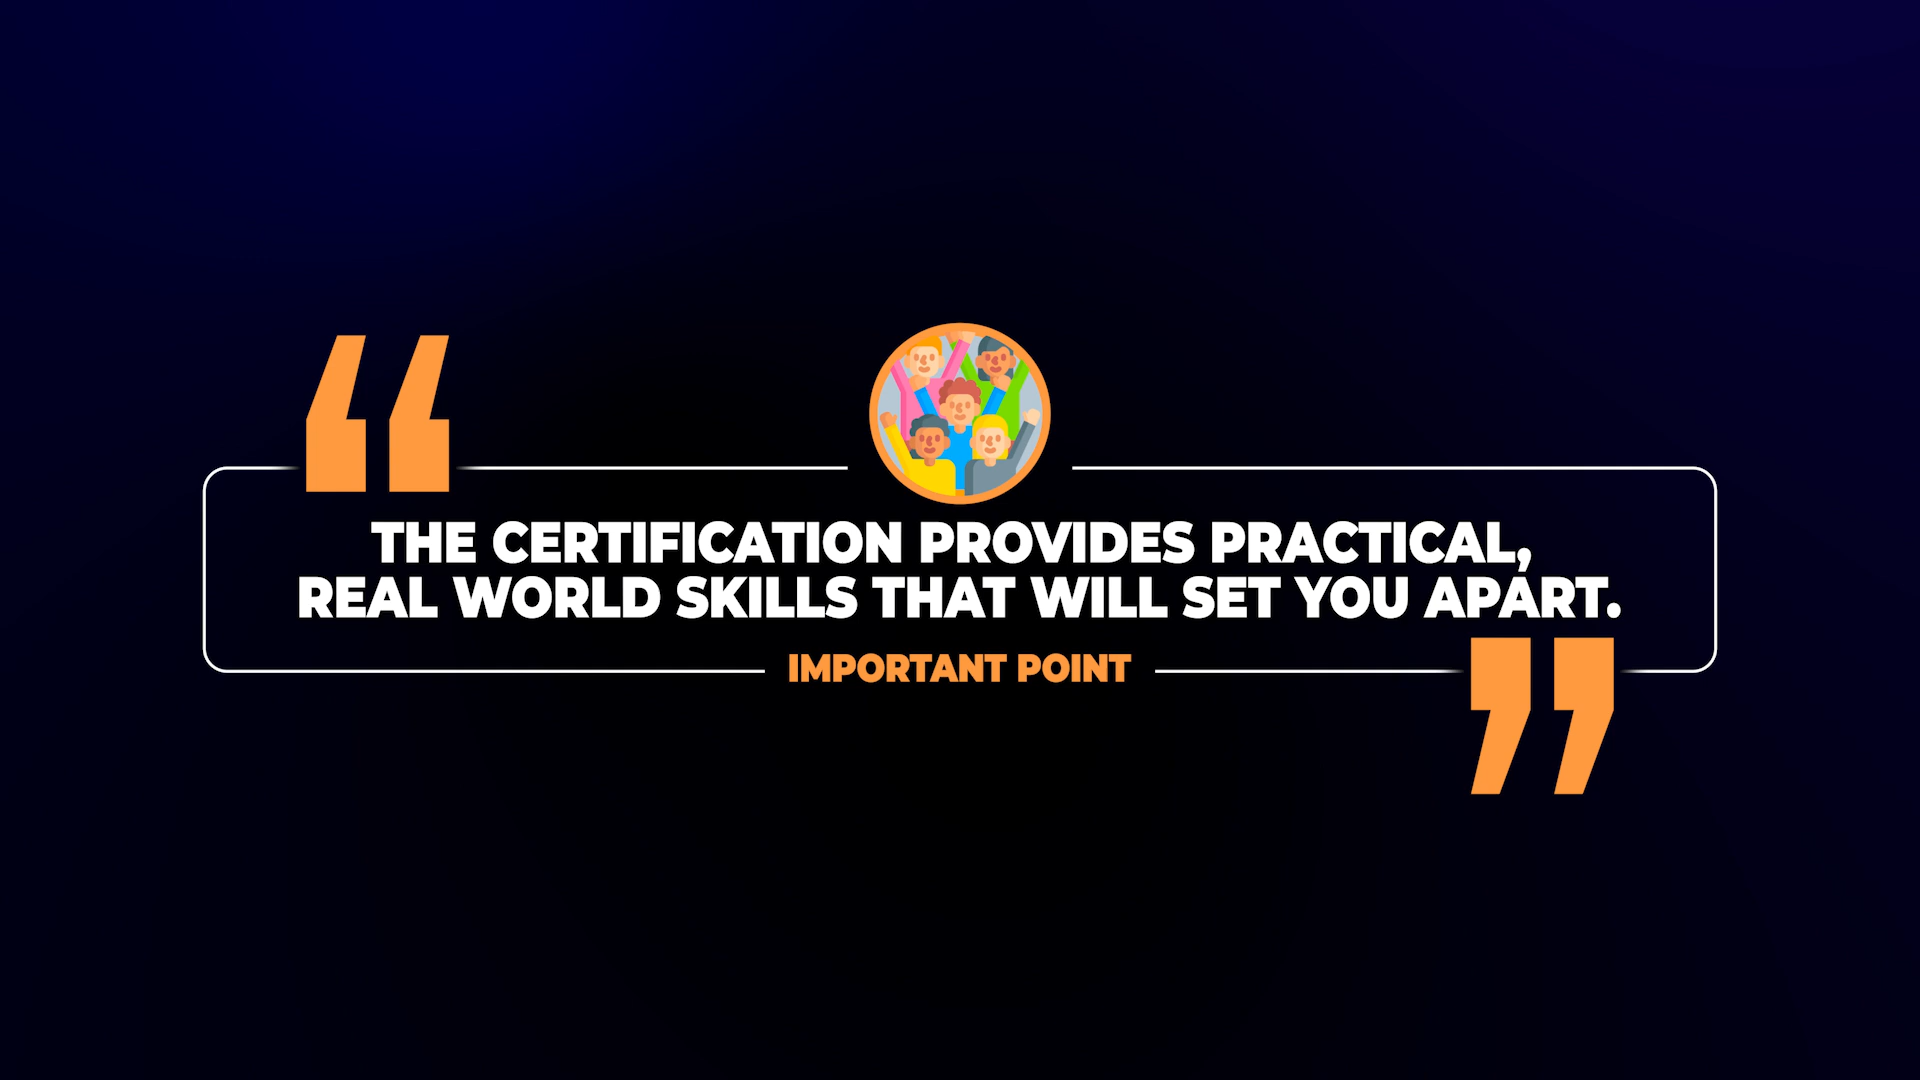 “
THE CERTIFICATION PROVIDES PRACTICAL,
REAL WORLD SKILLS THAT WILL SET YOU APART.
”
IMPORTANT POINT